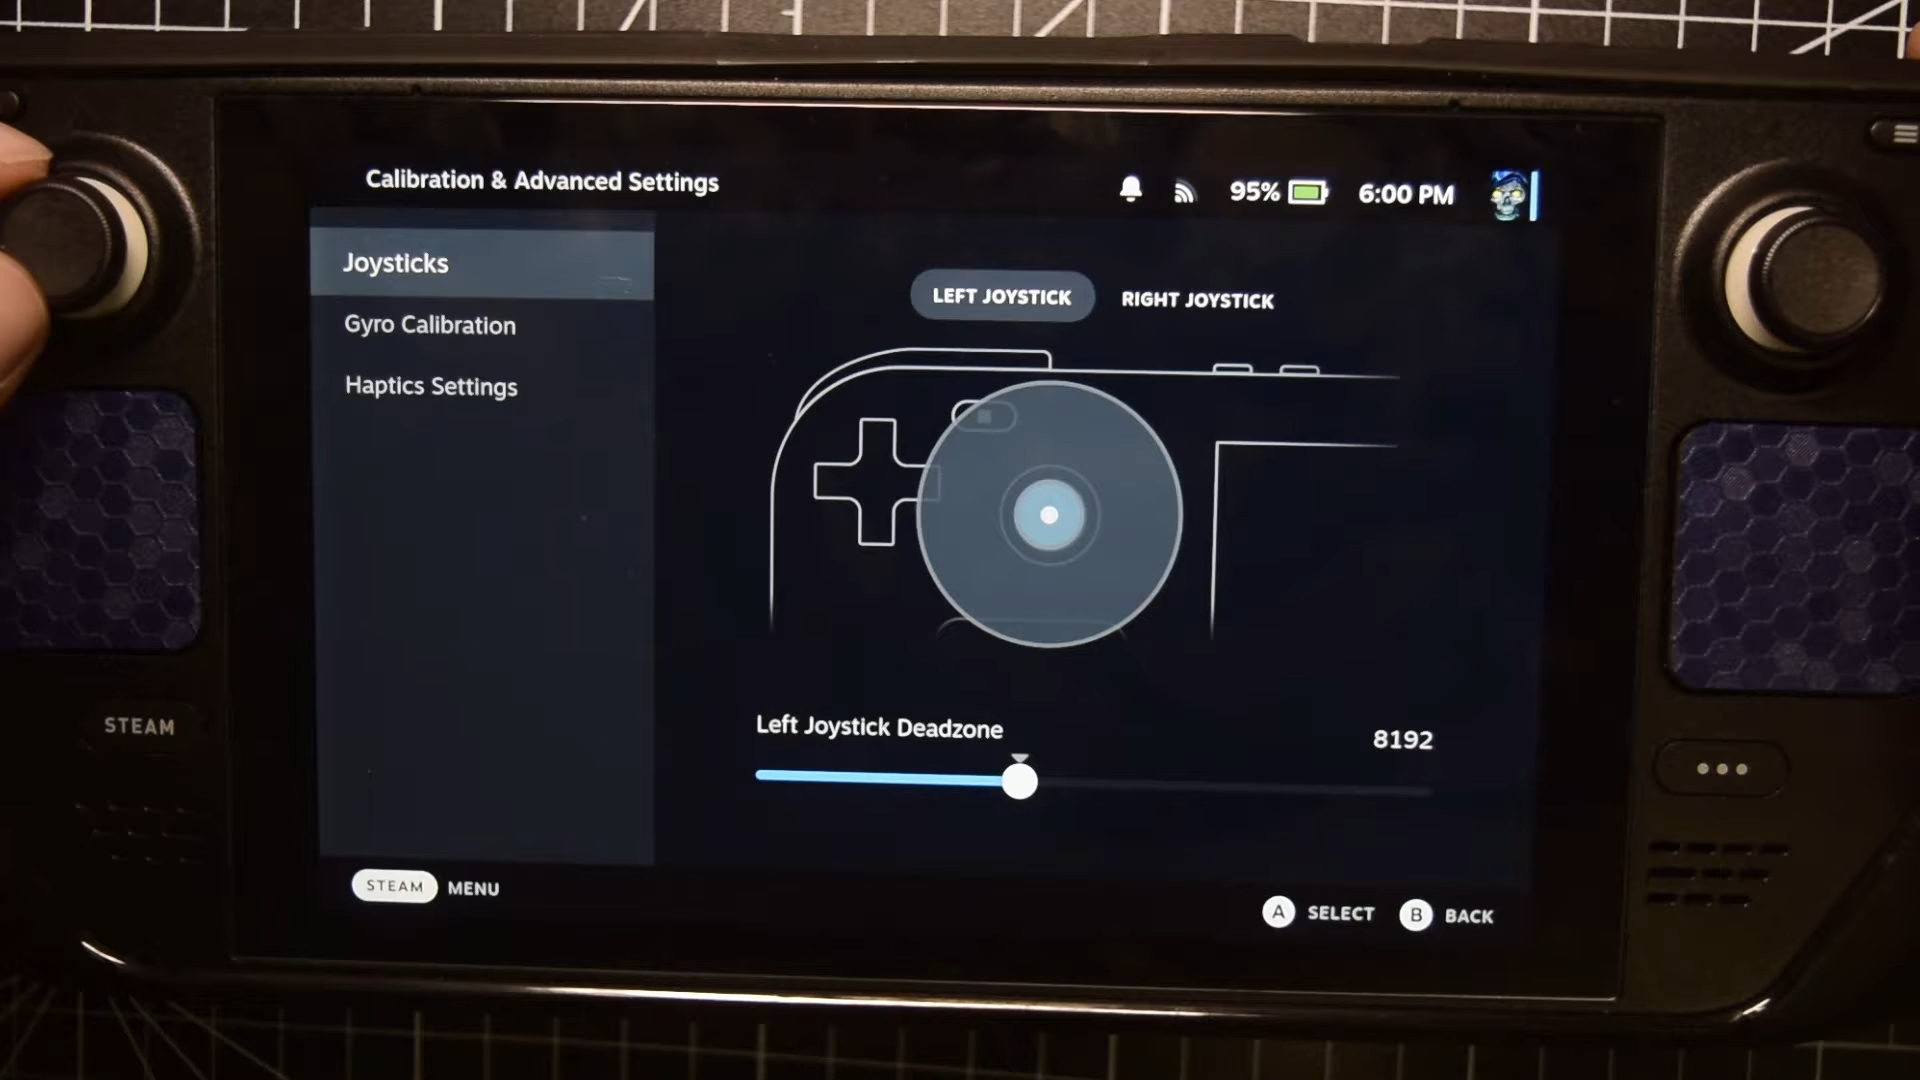 Calibration & Advanced Settings
95%
6:00 PM
Joysticks
Gyro Calibration
Haptics Settings
LEFT JOYSTICK
RIGHT JOYSTICK
Left Joystick Deadzone
8192
STEAM
STEAM MENU
A SELECT
B BACK